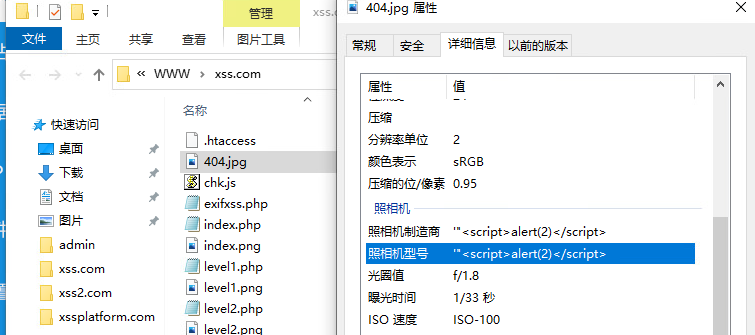 管理
xss.c
文件
主页
共享
查看
图片工具
« WWW › xss.com
名称
快速访问
桌面
下载
文档
图片
admin
xss.com
xss2.com
xssplatform.com
.htaccess
404.jpg
chk.js
exifxss.php
index.php
index.png
level1.php
level1.png
level2.php
level2.png
404.jpg 属性
常规
安全
详细信息
以前的版本
属性 值
压缩
分辨率单位 2
颜色表示 sRGB
压缩的位/像素 0.95
照相机
照相机制造商 '"<script>alert(2)</script>
照相机型号 '"<script>alert(2)</script>
光圈值 f/1.8
曝光时间 1/33 秒
ISO 速度 ISO-100